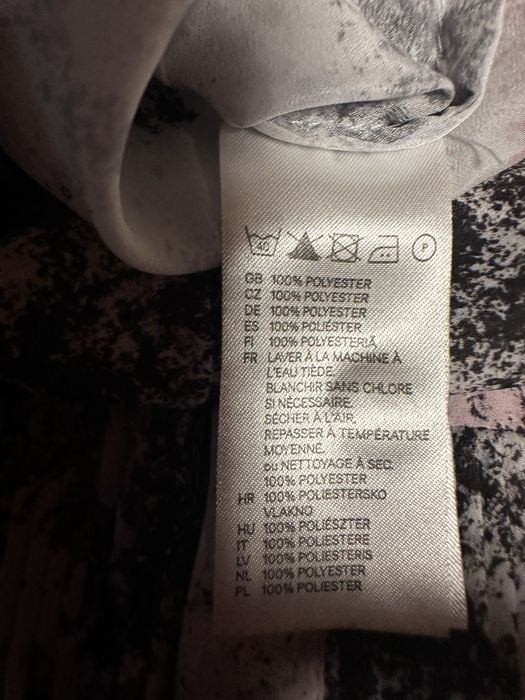 40 P
GB 100% POLYESTER
CZ 100% POLYESTER
DE 100% POLYESTER
ES 100% POLIÉSTER
FI 100% POLYESTERIÄ
FR LAVER À LA MACHINE À
L'EAU TIÈDE.
BLANCHIR SANS CHLORE
SI NÉCESSAIRE.
SÉCHER À L'AIR.
REPASSER À TEMPÉRATURE
MOYENNE.
ou NETTOYAGE À SEC.
100% POLYESTER
HR 100% POLIESTERSKO
VLAKNO
HU 100% POLIÉSZTER
IT 100% POLIESTERE
LV 100% POLIESTERIS
NL 100% POLYESTER
PL 100% POLIESTER